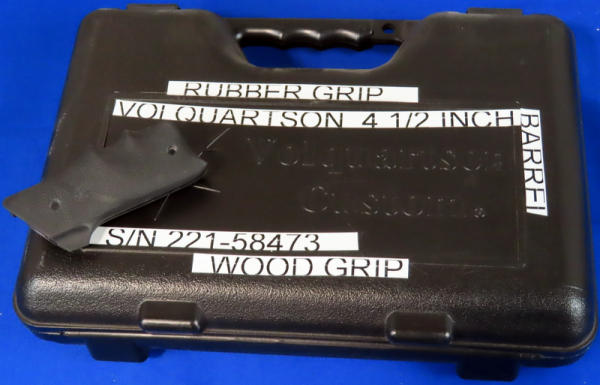 RUBBER GRIP
VOLQUARTSON 4 1/2 INCH
BARREL
Volquartsen
Custom®
S/N 221-58473
WOOD GRIP